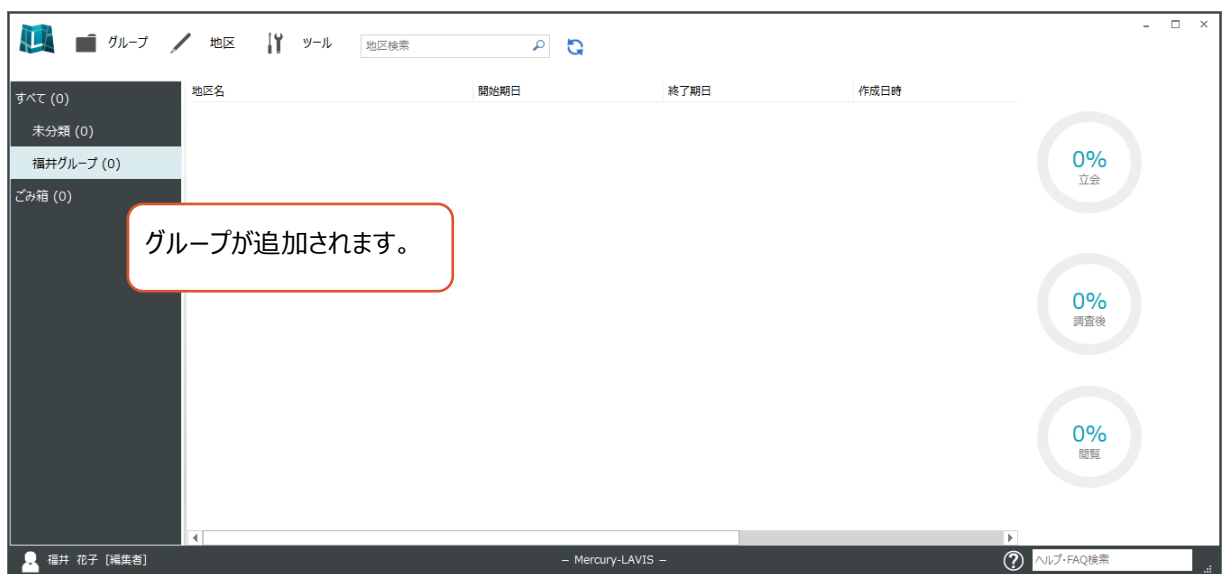 グループ 地区 ツール 地区検索
すべて (0)
未分類 (0)
福井グループ (0)
ごみ箱 (0)
地区名 開始期日 終了期日 作成日時
グループが追加されます。
0%
立会
0%
調査後
0%
閲覧
福井 花子 [編集者]
– Mercury-LAVIS –
? ヘルプ・FAQ検索